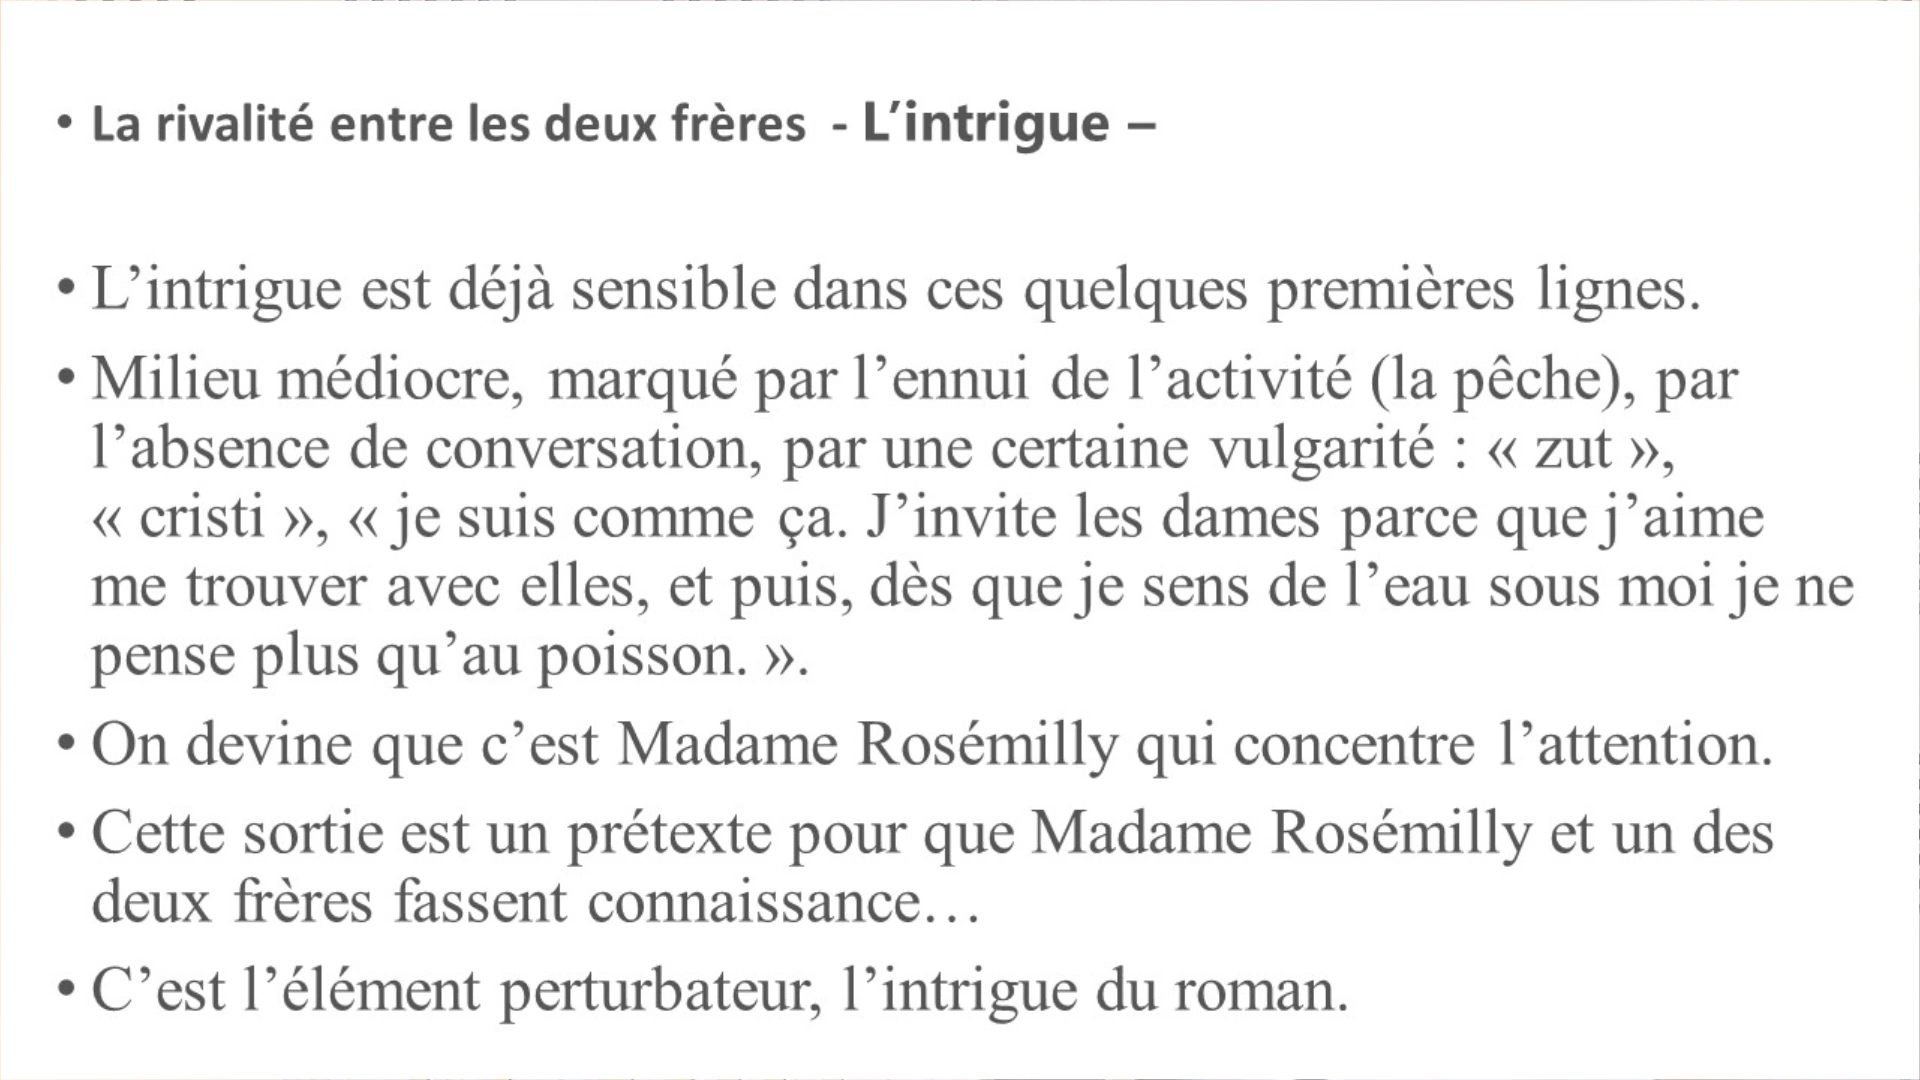 • La rivalité entre les deux frères - L’intrigue –
• L’intrigue est déjà sensible dans ces quelques premières lignes.
• Milieu médiocre, marqué par l’ennui de l’activité (la pêche), par
l’absence de conversation, par une certaine vulgarité : « zut »,
« cristi », « je suis comme ça. J’invite les dames parce que j’aime
me trouver avec elles, et puis, dès que je sens de l’eau sous moi je ne
pense plus qu’au poisson. ».
• On devine que c’est Madame Rosémilly qui concentre l’attention.
• Cette sortie est un prétexte pour que Madame Rosémilly et un des
deux frères fassent connaissance…
• C’est l’élément perturbateur, l’intrigue du roman.